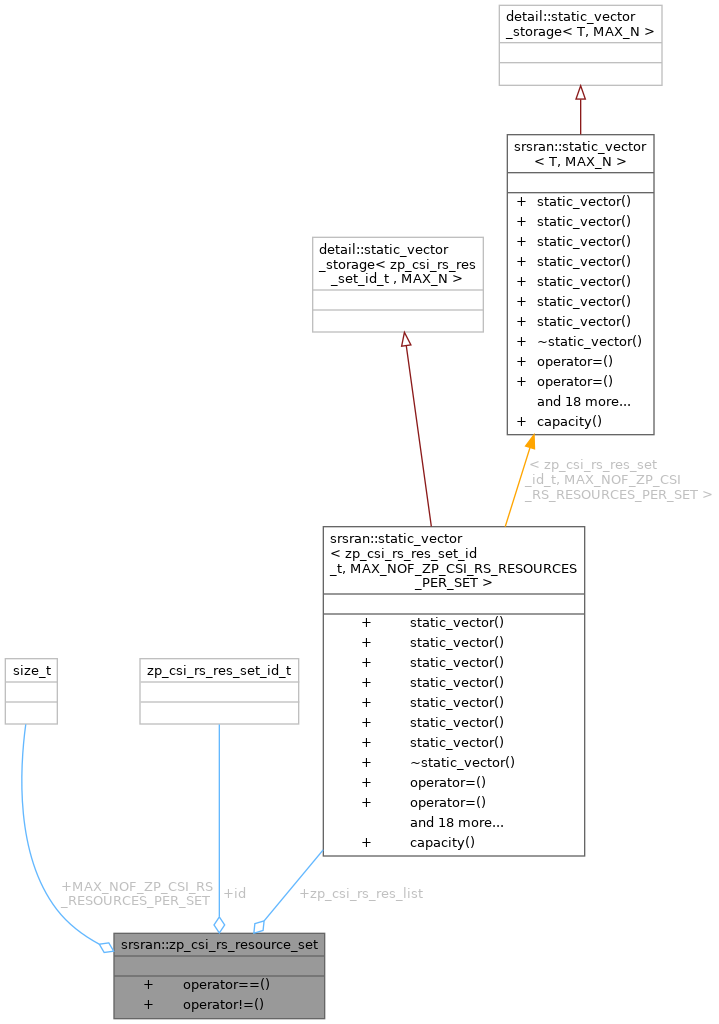 detail::static_vector
_storage< T, MAX_N >
srsran::static_vector
< T, MAX_N >
+ static_vector()
+ static_vector()
+ static_vector()
+ static_vector()
+ static_vector()
+ static_vector()
+ static_vector()
+ ~static_vector()
+ operator=()
+ operator=()
and 18 more...
+ capacity()
detail::static_vector
_storage< zp_csi_rs_res
_set_id_t , MAX_N >
< zp_csi_rs_res_set
_id_t, MAX_NOF_ZP_CSI
_RS_RESOURCES_PER_SET >
srsran::static_vector
< zp_csi_rs_res_set_id
_t, MAX_NOF_ZP_CSI_RS_RESOURCES
_PER_SET >
+ static_vector()
+ static_vector()
+ static_vector()
+ static_vector()
+ static_vector()
+ static_vector()
+ static_vector()
+ ~static_vector()
+ operator=()
+ operator=()
and 18 more...
+ capacity()
size_t
zp_csi_rs_res_set_id_t
+MAX_NOF_ZP_CSI_RS
_RESOURCES_PER_SET
+id
+zp_csi_rs_res_list
srsran::zp_csi_rs_resource_set
+ operator==()
+ operator!=()